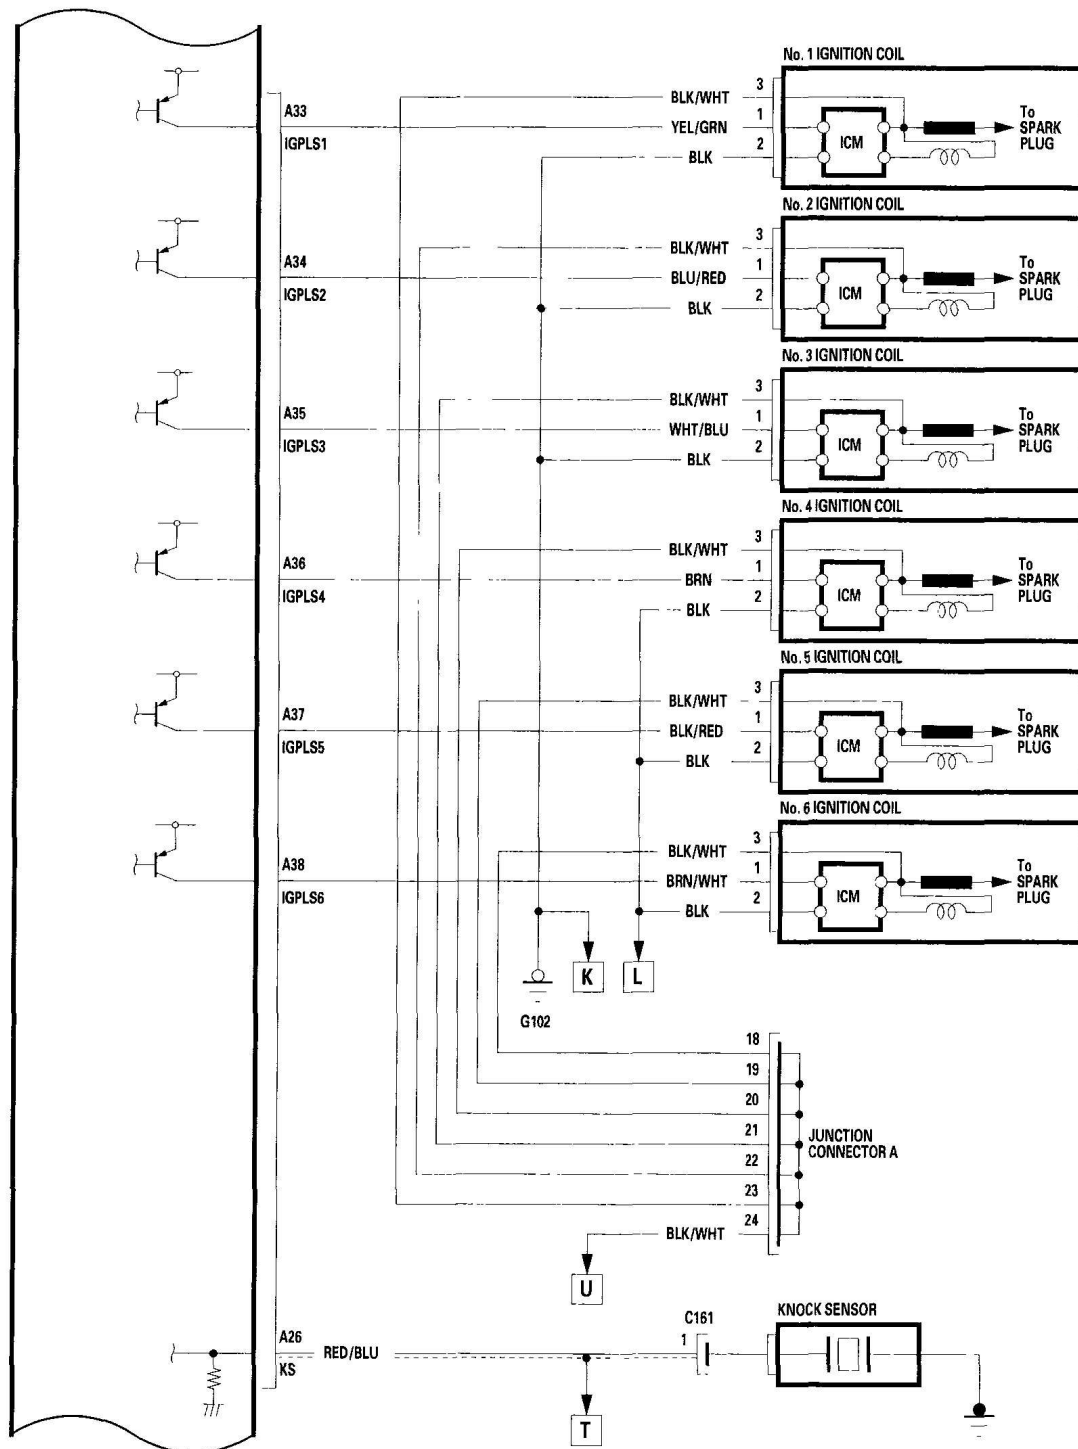 No. 1 IGNITION COIL
A33
IGPLS1
BLK/WHT 3
YEL/GRN 1
BLK 2
ICM
To
SPARK
PLUG
No. 2 IGNITION COIL
A34
IGPLS2
BLK/WHT 3
BLU/RED 1
BLK 2
ICM
To
SPARK
PLUG
No. 3 IGNITION COIL
A35
IGPLS3
BLK/WHT 3
WHT/BLU 1
BLK 2
ICM
To
SPARK
PLUG
No. 4 IGNITION COIL
A36
IGPLS4
BLK/WHT 3
BRN 1
BLK 2
ICM
To
SPARK
PLUG
No. 5 IGNITION COIL
A37
IGPLS5
BLK/WHT 3
BLK/RED 1
BLK 2
ICM
To
SPARK
PLUG
No. 6 IGNITION COIL
A38
IGPLS6
BLK/WHT 3
BRN/WHT 1
BLK 2
ICM
To
SPARK
PLUG
K
L
G102
18
19
20
21
22
23
24
JUNCTION
CONNECTOR A
BLK/WHT
U
A26
KS
RED/BLU
C161
1
KNOCK SENSOR
T